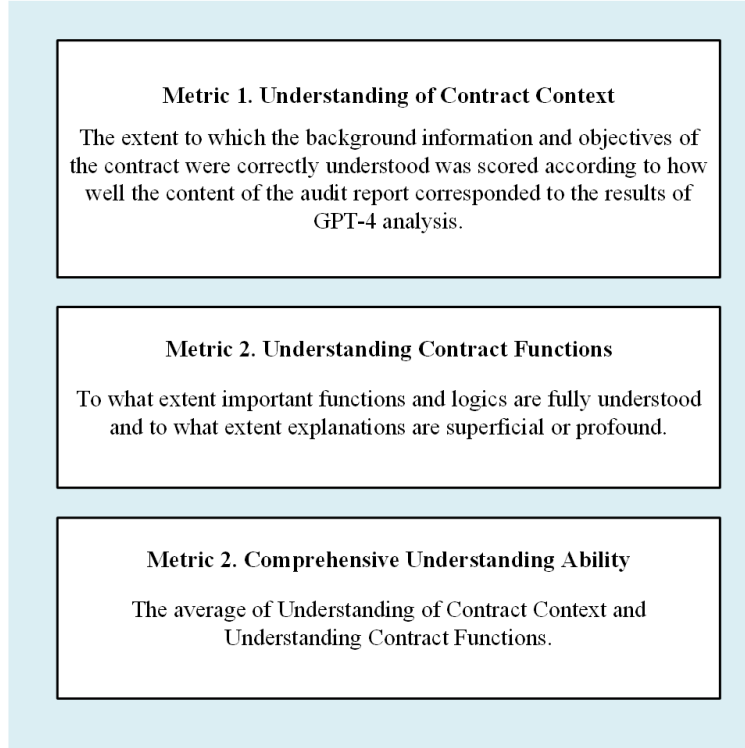 Metric 1. Understanding of Contract Context
The extent to which the background information and objectives of
the contract were correctly understood was scored according to how
well the content of the audit report corresponded to the results of
GPT-4 analysis.
Metric 2. Understanding Contract Functions
To what extent important functions and logics are fully understood
and to what extent explanations are superficial or profound.
Metric 2. Comprehensive Understanding Ability
The average of Understanding of Contract Context and
Understanding Contract Functions.